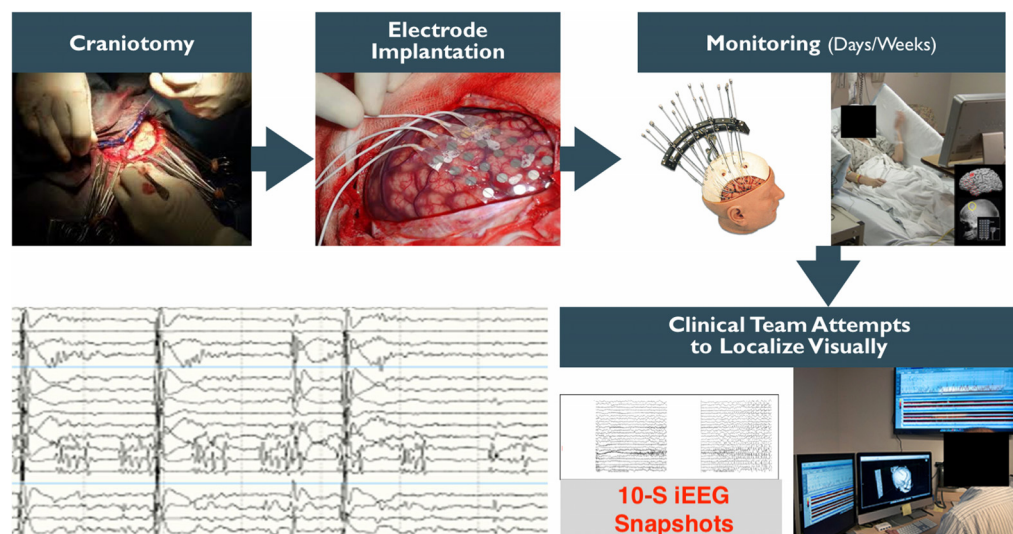 Craniotomy
Electrode
Implantation
Monitoring (Days/Weeks)
Clinical Team Attempts
to Localize Visually
10-S iEEG
Snapshots